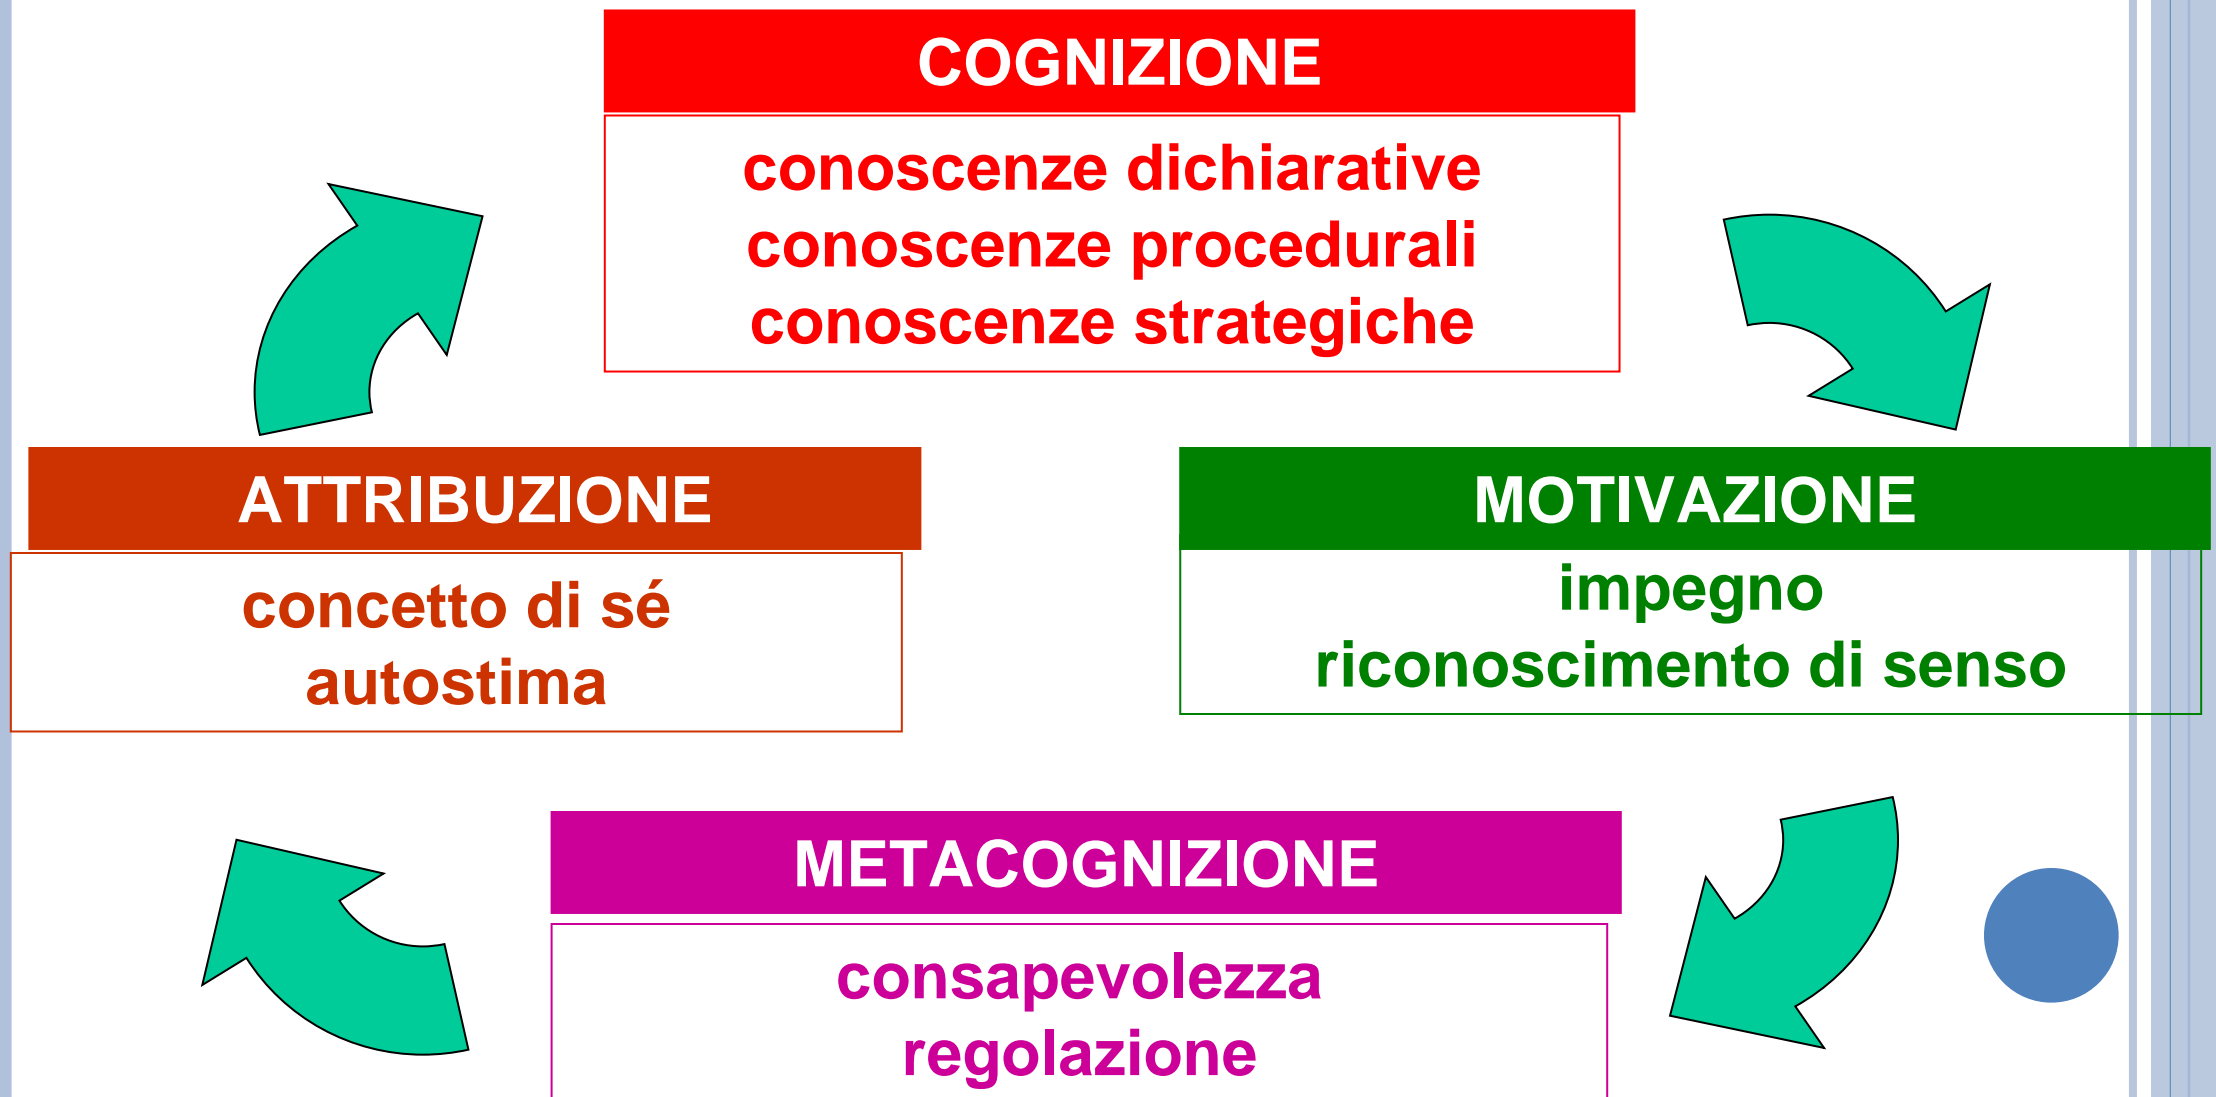 COGNIZIONE
conoscenze dichiarative
conoscenze procedurali
conoscenze strategiche
ATTRIBUZIONE
concetto di sé
autostima
MOTIVAZIONE
impegno
riconoscimento di senso
METACOGNIZIONE
consapevolezza
regolazione